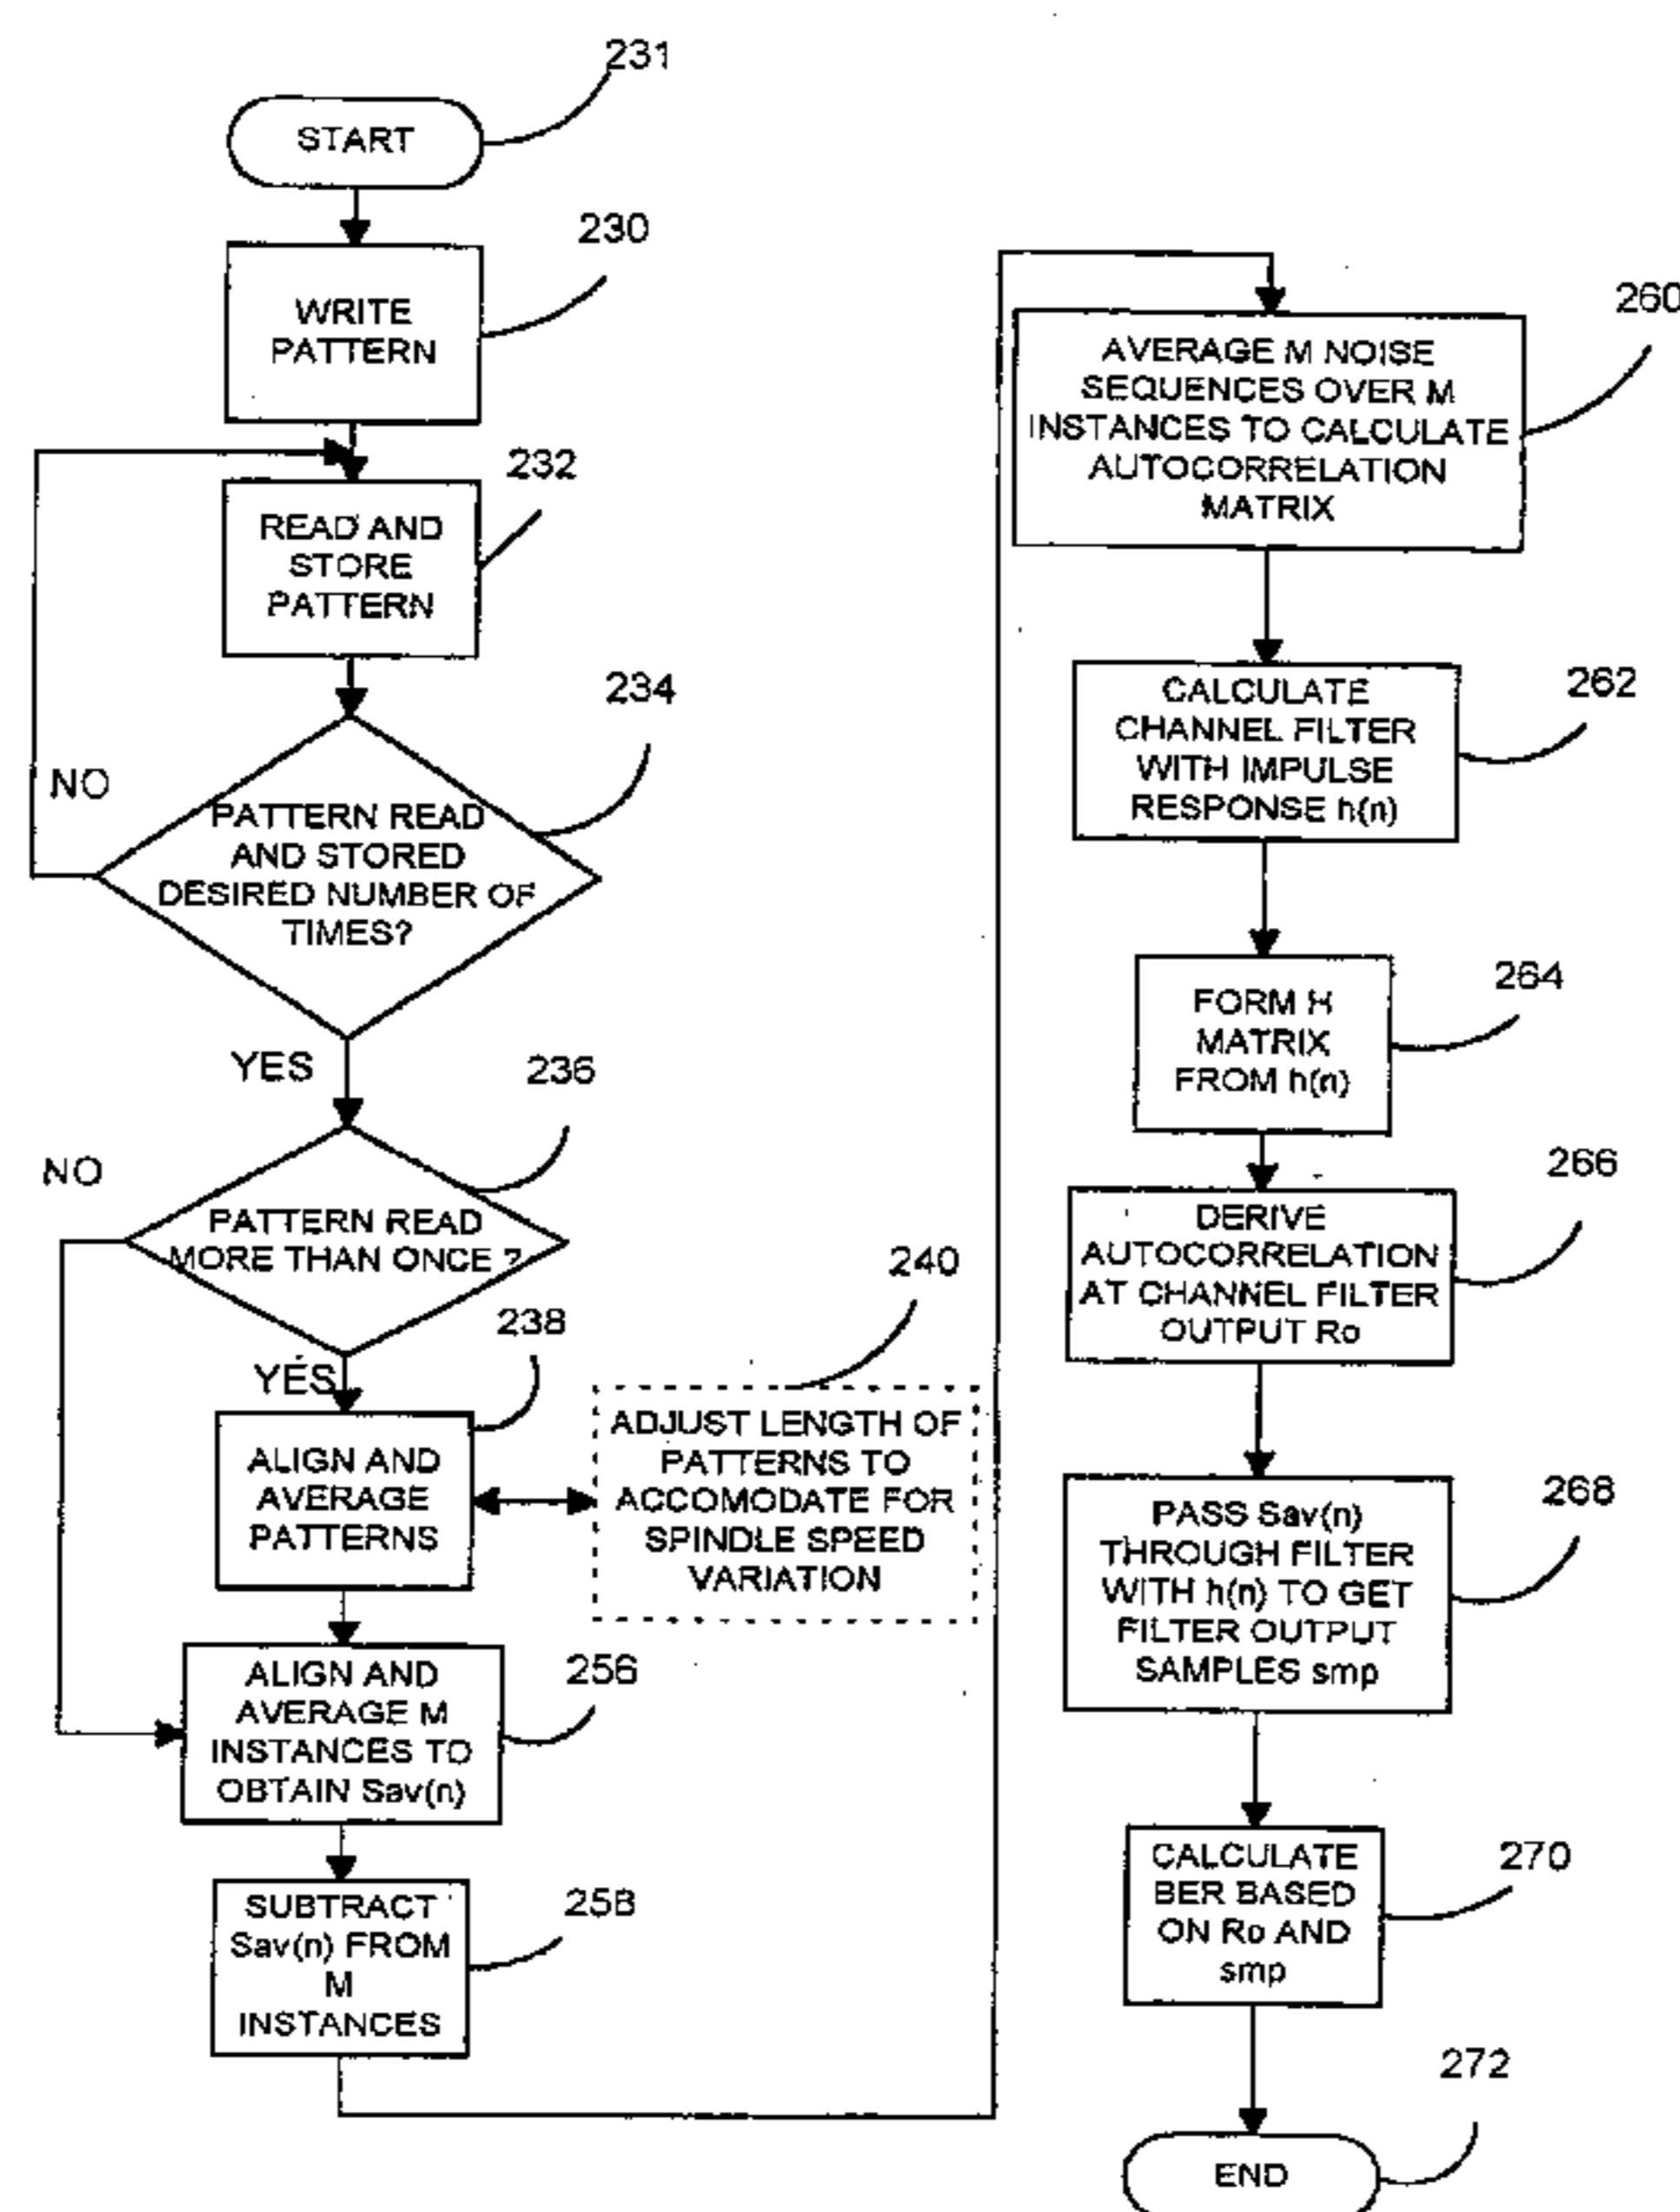 231
START
230
WRITE
PATTERN
232
READ AND
STORE
PATTERN
234
NO
PATTERN READ
AND STORED
DESIRED NUMBER OF
TIMES?
YES
236
NO
PATTERN READ
MORE THAN ONCE ?
238
YES
ALIGN AND
AVERAGE
PATTERNS
240
ADJUST LENGTH OF
PATTERNS TO
ACCOMODATE FOR
SPINDLE SPEED
VARIATION
256
ALIGN AND
AVERAGE M
INSTANCES TO
OBTAIN Sav(n)
258
SUBTRACT
Sav(n) FROM
M
INSTANCES
260
AVERAGE M NOISE
SEQUENCES OVER M
INSTANCES TO CALCULATE
AUTOCORRELATION
MATRIX
262
CALCULATE
CHANNEL FILTER
WITH IMPULSE
RESPONSE h(n)
264
FORM H
MATRIX
FROM h(n)
266
DERIVE
AUTOCORRELATION
AT CHANNEL FILTER
OUTPUT Ro
268
PASS Sav(n)
THROUGH FILTER
WITH h(n) TO GET
FILTER OUTPUT
SAMPLES smp
270
CALCULATE
BER BASED
ON Ro AND
smp
272
END